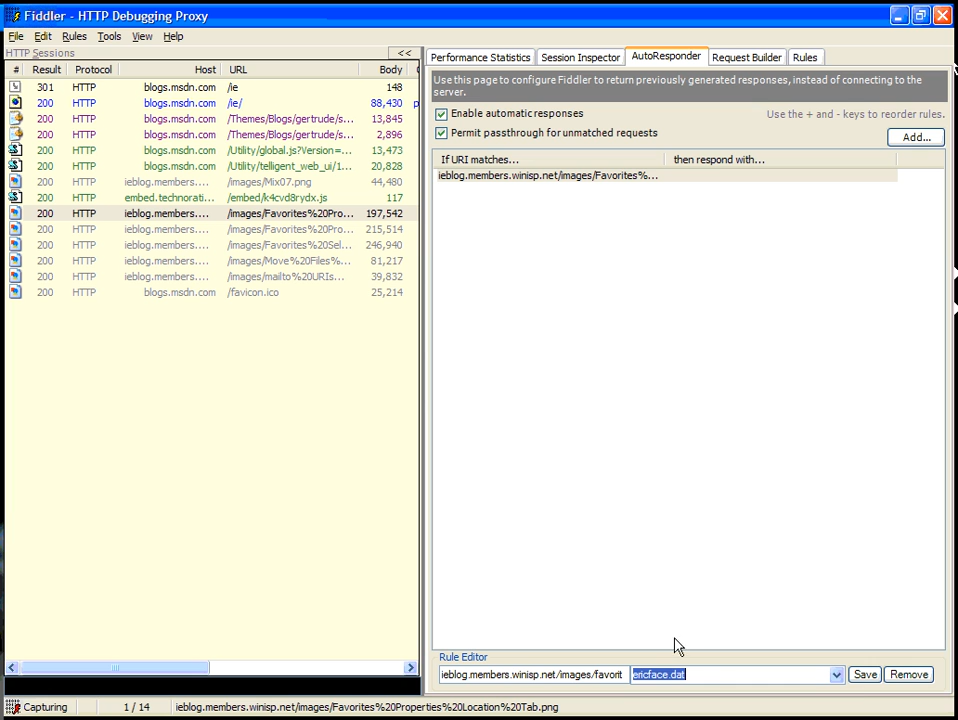 Fiddler - HTTP Debugging Proxy
File Edit Rules Tools View Help
HTTP Sessions <<
# Result Protocol Host URL Body
301 HTTP blogs.msdn.com /ie 148
200 HTTP blogs.msdn.com /ie/ 88,430 p
200 HTTP blogs.msdn.com /Themes/Blogs/gertrude/s... 13,845
200 HTTP blogs.msdn.com /Themes/Blogs/gertrude/s... 2,896
200 HTTP blogs.msdn.com /Utility/global.js?Version=... 13,473
200 HTTP blogs.msdn.com /Utility/telligent_web_ui/1... 20,828
200 HTTP ieblog.members.... /images/Mix07.png 44,480
200 HTTP embed.technorati... /embed/k4cvd8rydx.js 117
200 HTTP ieblog.members.... /images/Favorites%20Pro... 197,542
200 HTTP ieblog.members.... /images/Favorites%20Pro... 215,514
200 HTTP ieblog.members.... /images/Favorites%20Sel... 246,940
200 HTTP ieblog.members.... /images/Move%20Files%... 81,217
200 HTTP ieblog.members.... /images/mailto%20URIs... 39,832
200 HTTP blogs.msdn.com /favicon.ico 25,214
Performance Statistics Session Inspector AutoResponder Request Builder Rules
Use this page to configure Fiddler to return previously generated responses, instead of connecting to the
server.
Enable automatic responses Use the + and - keys to reorder rules.
Permit passthrough for unmatched requests Add...
If URI matches... then respond with...
ieblog.members.winisp.net/images/Favorites%...
Rule Editor
ieblog.members.winisp.net/images/favorit ericface.dat Save Remove
Capturing 1 / 14 ieblog.members.winisp.net/images/Favorites%20Properties%20Location%20Tab.png